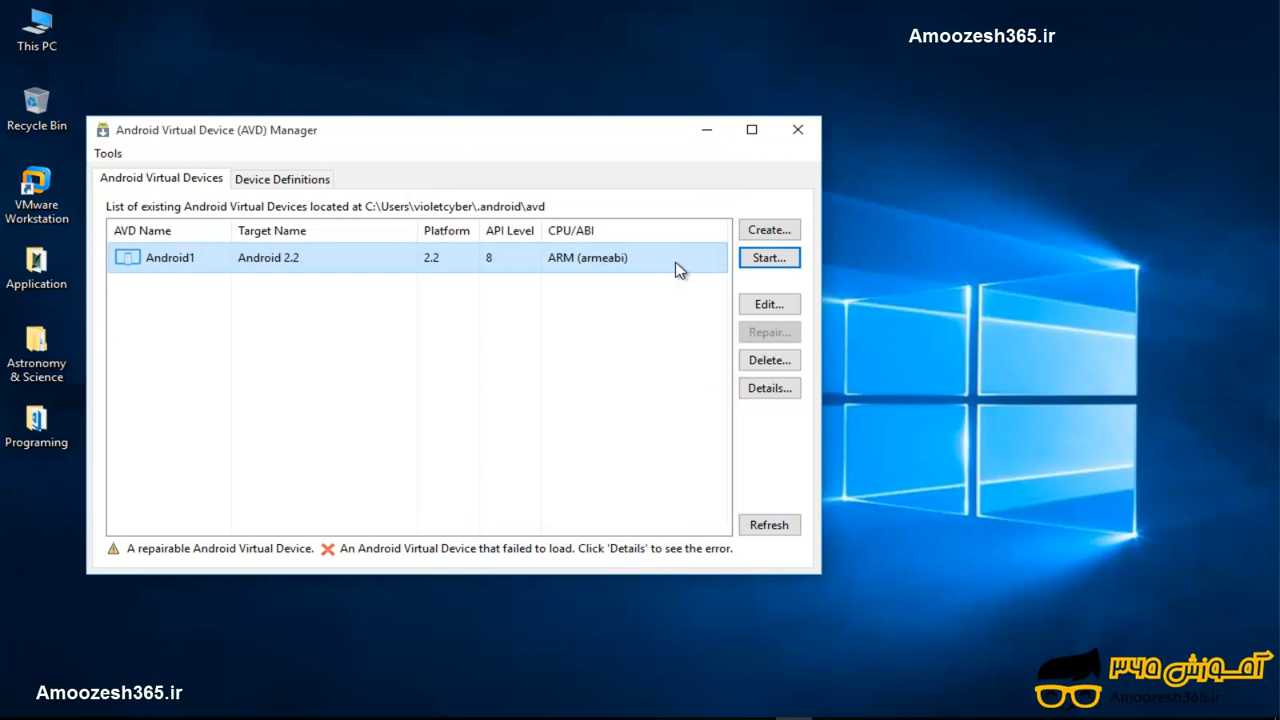 This PC
Amoozesh365.ir
Recycle Bin
VMware
Workstation
Application
Astronomy
& Science
Programing
Android Virtual Device (AVD) Manager
Tools
Android Virtual Devices
Device Definitions
List of existing Android Virtual Devices located at C:\Users\violetcyber\.android\avd
AVD Name Target Name Platform API Level CPU/ABI
Android1 Android 2.2 2.2 8 ARM (armeabi)
Create...
Start...
Edit...
Repair...
Delete...
Details...
Refresh
A repairable Android Virtual Device. An Android Virtual Device that failed to load. Click 'Details' to see the error.
Amoozesh365.ir
آموزش ۳۶۵
Amoozesh365.ir